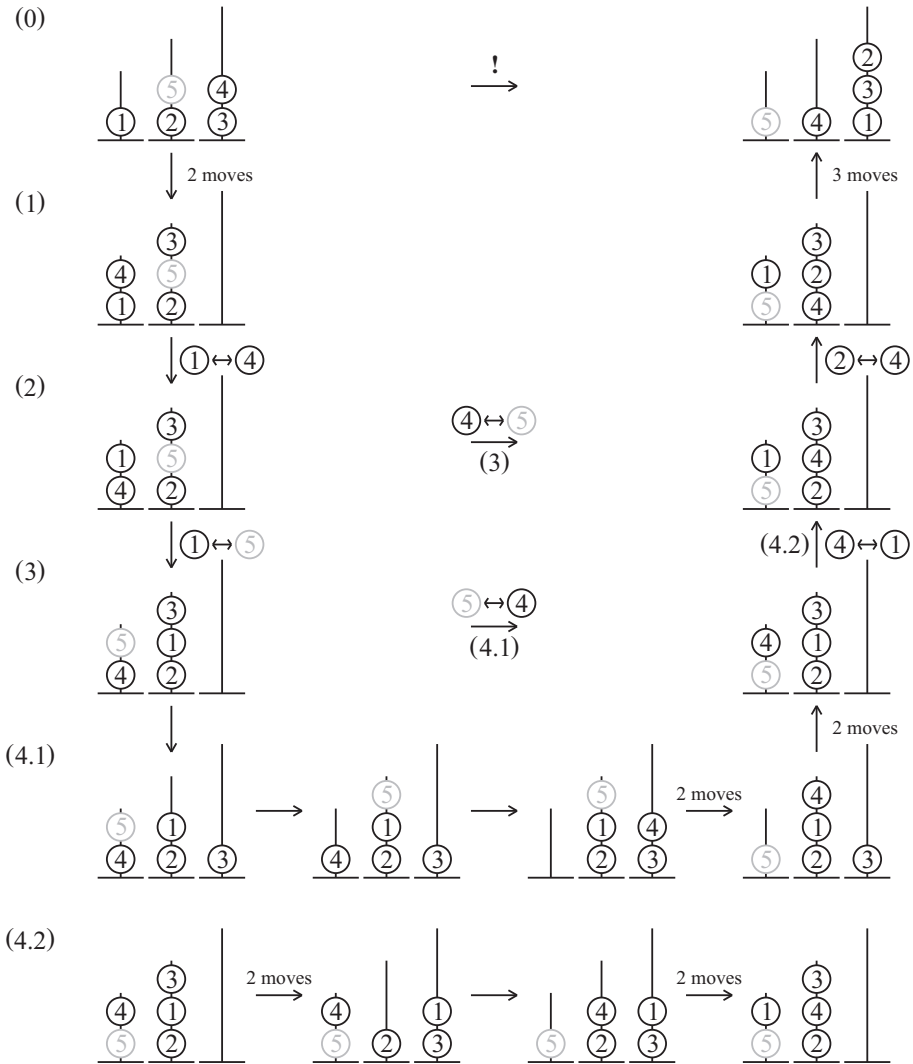 (0)
!
5 4 2
1 2 3 3
5 4 1
2 moves 3 moves
(1)
3 3
4 5 1 2
1 2 5 4
1 ↔ 4 2 ↔ 4
(2)
4 ↔ 5
(3)
3 3
1 5 1 4
4 2 5 2
1 ↔ 5 (4.2) 4 ↔ 1
(3)
5 ↔ 4
(4.1)
3 3
5 1 4 1
4 2 5 2
2 moves
(4.1)
2 moves
5 5 4
5 1 1 1 4 1
4 2 3 4 2 3 2 3 5 2 3
(4.2)
2 moves 2 moves
3 3
4 1 4 1 4 1 1 4
5 2 5 2 3 5 2 3 5 2